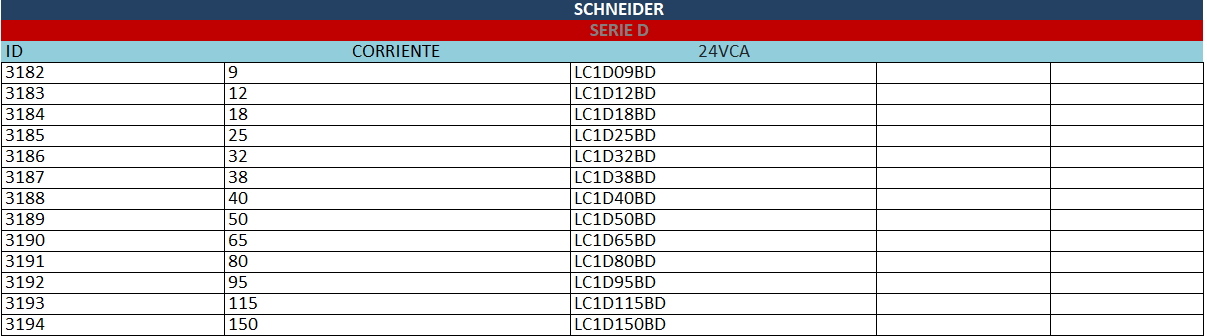 SCHNEIDER
SERIE D
ID CORRIENTE 24VCA
3182 9 LC1D09BD
3183 12 LC1D12BD
3184 18 LC1D18BD
3185 25 LC1D25BD
3186 32 LC1D32BD
3187 38 LC1D38BD
3188 40 LC1D40BD
3189 50 LC1D50BD
3190 65 LC1D65BD
3191 80 LC1D80BD
3192 95 LC1D95BD
3193 115 LC1D115BD
3194 150 LC1D150BD